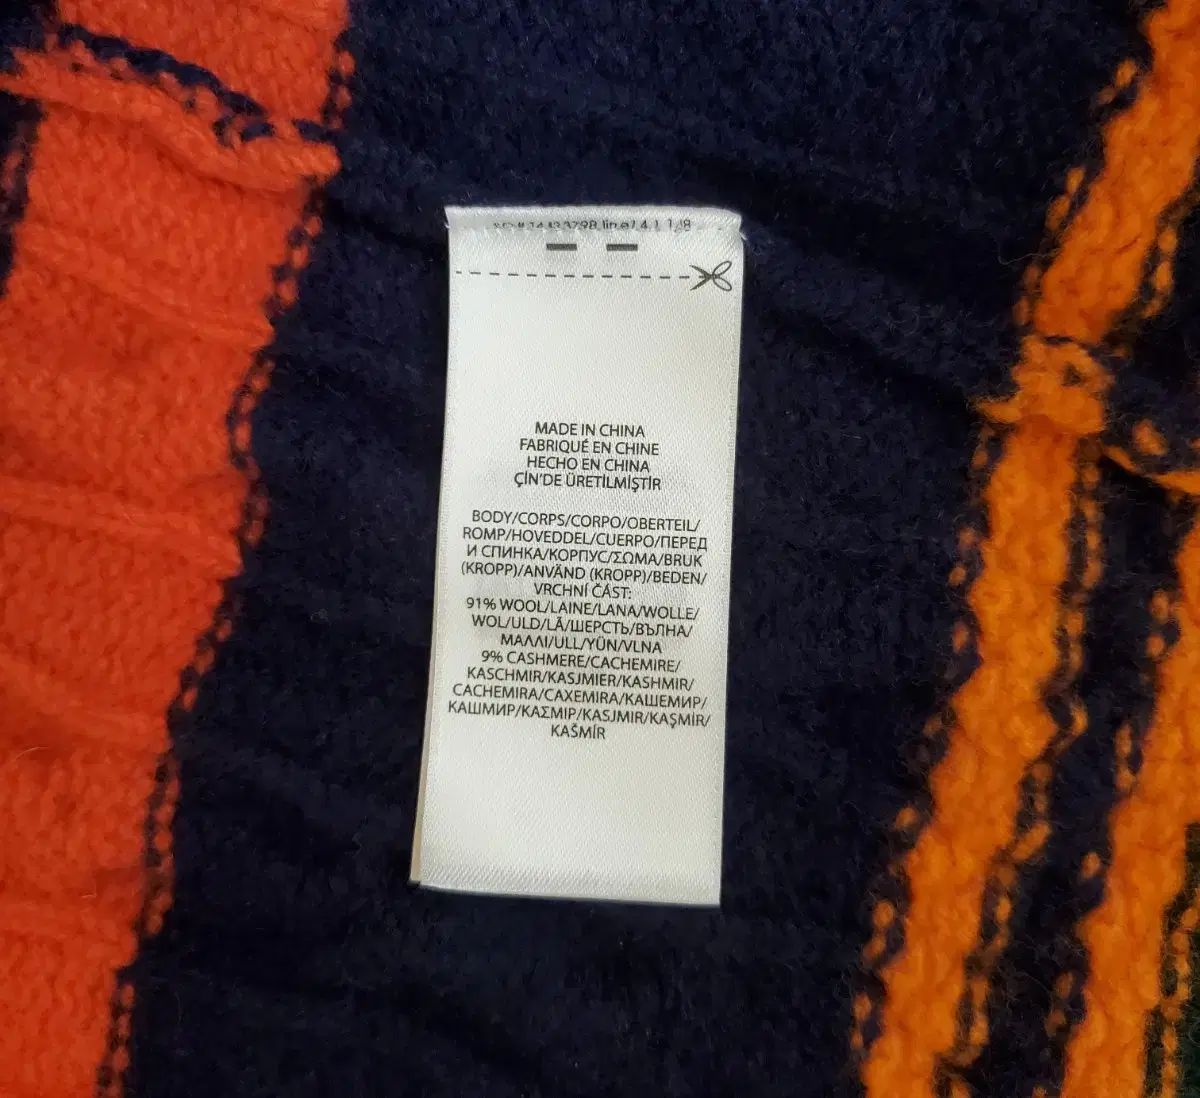 MADE IN CHINA
FABRIQUÉ EN CHINE
HECHO EN CHINA
ÇİN'DE ÜRETİLMİŞTİR
BODY/CORPS/CORPO/OBERTEIL/
ROMP/HOVEDDEL/CUERPO/ПЕРЕД
И СПИНКА/КОРПУС/ΣΩΜΑ/BRUK
(KROPP)/ANVÄND (KROPP)/BEDEN/
VRCHNÍ ČÁST:
91% WOOL/LAINE/LANA/WOLLE/
WOL/ULD/LÃ/ШЕРСТЬ/ВЪЛНА/
ΜΑΛΛΙ/ULL/YÜN/VLNA
9% CASHMERE/CACHEMIRE/
KASCHMIR/KASJMIER/KASHMIR/
CACHEMIRA/CAXEMIRA/КАШЕМИР/
КАШМИР/ΚΑΣΜΙΡ/KASJMIR/KAŞMİR/
KAŠMÍR